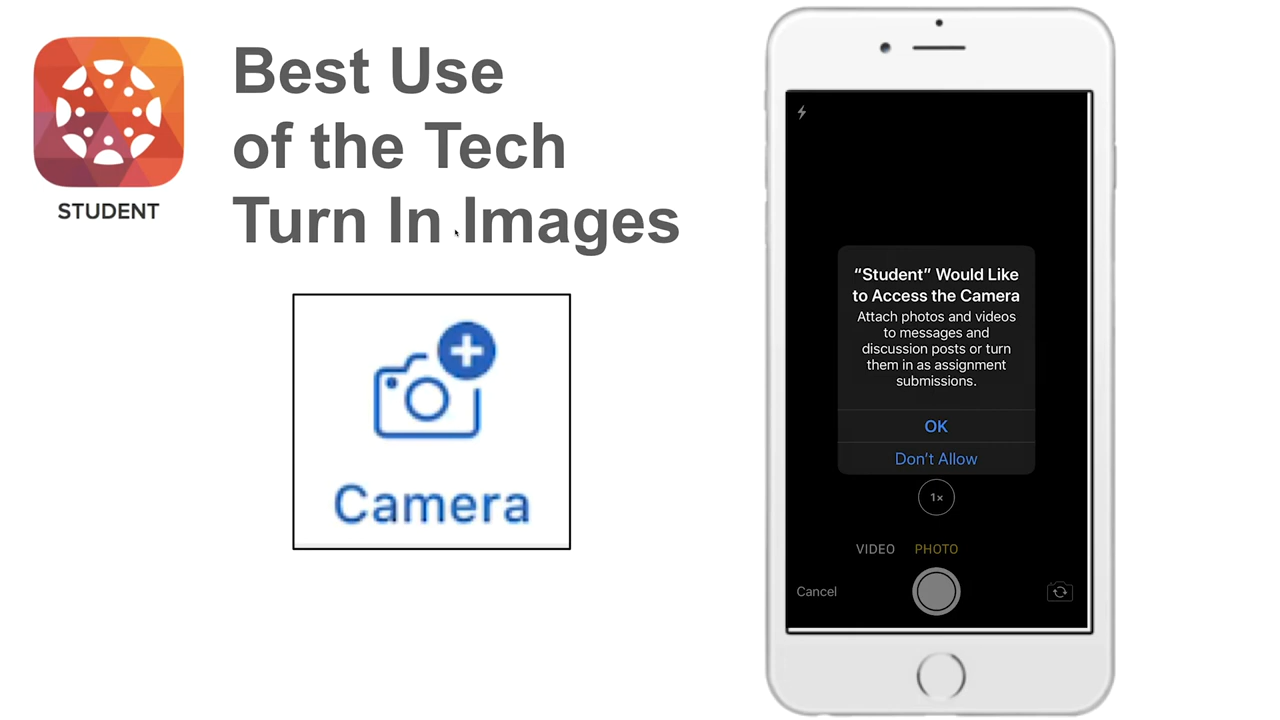 STUDENT
Best Use
of the Tech
Turn In Images
Camera
“Student” Would Like
to Access the Camera
Attach photos and videos
to messages and
discussion posts or turn
them in as assignment
submissions.
OK
Don’t Allow
1×
VIDEO PHOTO
Cancel